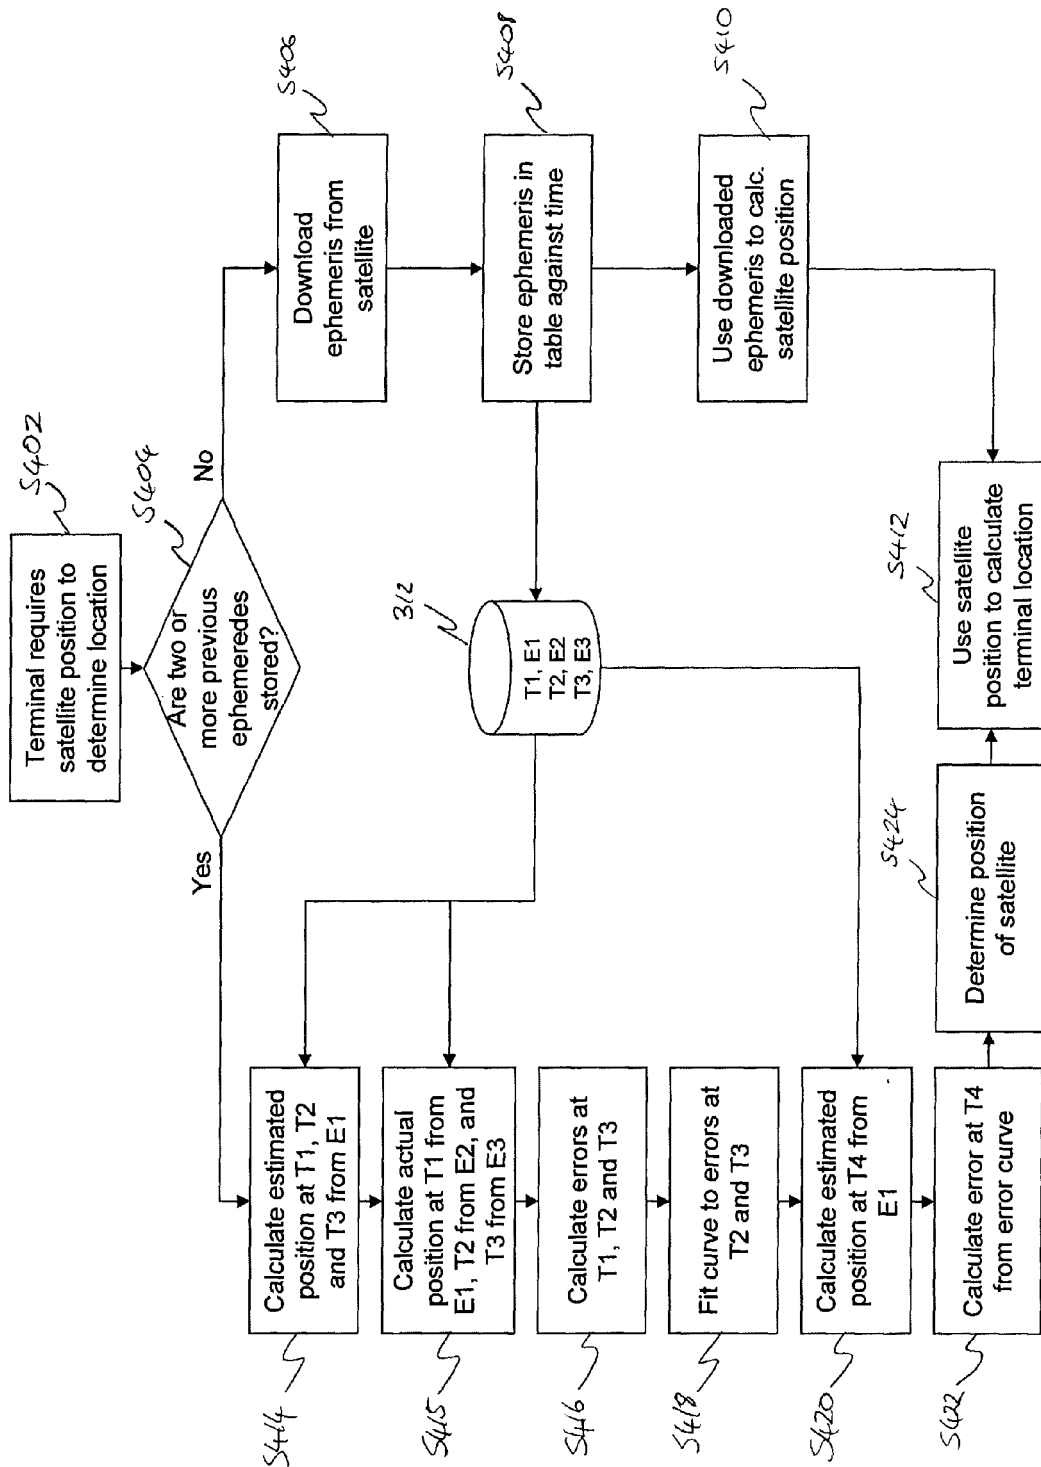 S402
Terminal requires
satellite position to
determine location
S404
Are two or
more previous
ephemeredes
stored?
Yes
No
S406
Download
ephemeris from
satellite
S408
Store ephemeris in
table against time
S410
Use downloaded
ephemeris to calc.
satellite position
312
T1, E1
T2, E2
T3, E3
S412
Use satellite
position to calculate
terminal location
S414
Calculate estimated
position at T1, T2
and T3 from E1
S415
Calculate actual
position at T1 from
E1, T2 from E2, and
T3 from E3
S416
Calculate errors at
T1, T2 and T3
S418
Fit curve to errors at
T2 and T3
S420
Calculate estimated
position at T4 from
E1
S422
Calculate error at T4
from error curve
S424
Determine position
of satellite